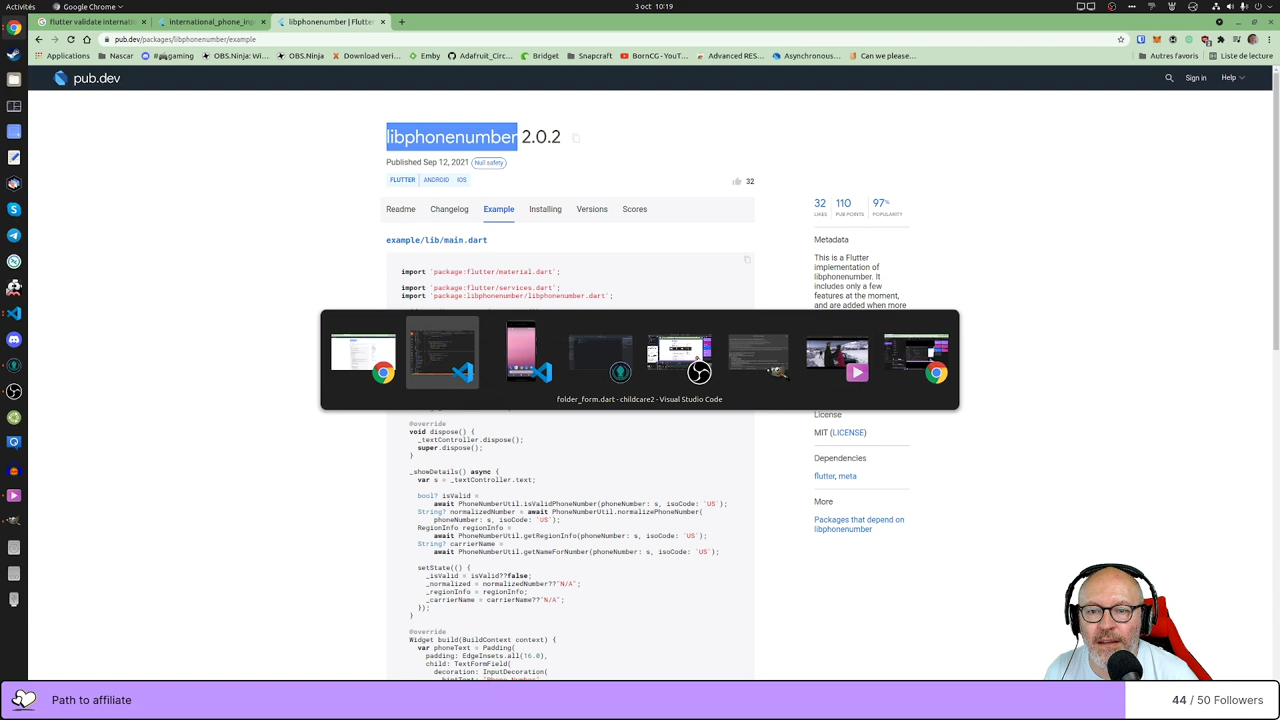 Activités
Google Chrome
3 oct 10:19
flutter validate internatio
international_phone_inp
libphonenumber | Flutter
pub.dev/packages/libphonenumber/example
Applications
Nascar
#🎮gaming
OBS.Ninja: Wi...
OBS.Ninja
Download veri...
Emby
Adafruit_Circ...
Bridget
Snapcraft
BornCG - YouT...
Advanced RES...
Asynchronous...
Can we please...
Autres favoris
Liste de lecture
pub.dev
Sign in
Help
libphonenumber 2.0.2
Published Sep 12, 2021
Null safety
FLUTTER
ANDROID
IOS
32
Readme
Changelog
Example
Installing
Versions
Scores
32
110
97%
LIKES
PUB POINTS
POPULARITY
example/lib/main.dart
import 'package:flutter/material.dart';
import 'package:flutter/services.dart';
import 'package:libphonenumber/libphonenumber.dart';
Metadata
This is a Flutter
implementation of
libphonenumber. It
includes only a few
features at the moment,
and are added when more
folder_form.dart - childcare2 - Visual Studio Code
@override
void dispose() {
_textController.dispose();
super.dispose();
}
_showDetails() async {
var s = _textController.text;
bool? isValid =
await PhoneNumberUtil.isValidPhoneNumber(phoneNumber: s, isoCode: 'US');
String? normalizedNumber = await PhoneNumberUtil.normalizePhoneNumber(
phoneNumber: s, isoCode: 'US');
RegionInfo regionInfo =
await PhoneNumberUtil.getRegionInfo(phoneNumber: s, isoCode: 'US');
String? carrierName =
await PhoneNumberUtil.getNameForNumber(phoneNumber: s, isoCode: 'US');
setState(() {
_isValid = isValid??false;
_normalized = normalizedNumber??"N/A";
_regionInfo = regionInfo;
_carrierName = carrierName??"N/A";
});
}
@override
Widget build(BuildContext context) {
var phoneText = Padding(
padding: EdgeInsets.all(16.0),
child: TextFormField(
decoration: InputDecoration(
License
MIT (LICENSE)
Dependencies
flutter, meta
More
Packages that depend on
libphonenumber
Path to affiliate
44 / 50 Followers